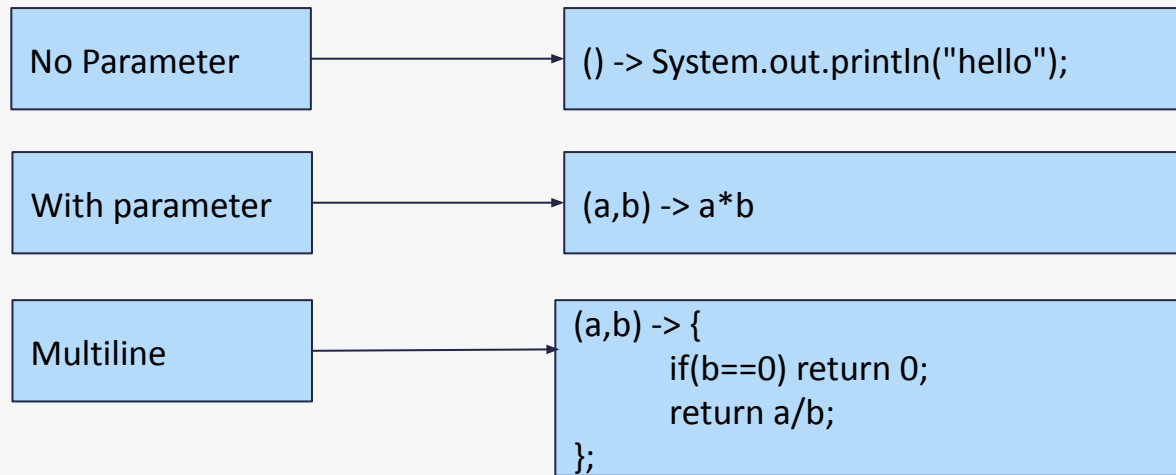 No Parameter
() -> System.out.println("hello");
With parameter
(a,b) -> a*b
Multiline
(a,b) -> {
if(b==0) return 0;
return a/b;
};